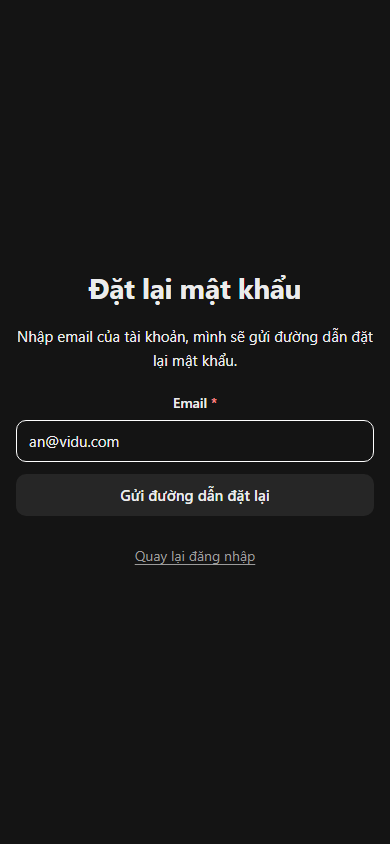 Đặt lại mật khẩu
Nhập email của tài khoản, mình sẽ gửi đường dẫn đặt
lại mật khẩu.
Email *
an@vidu.com
Gửi đường dẫn đặt lại
Quay lại đăng nhập